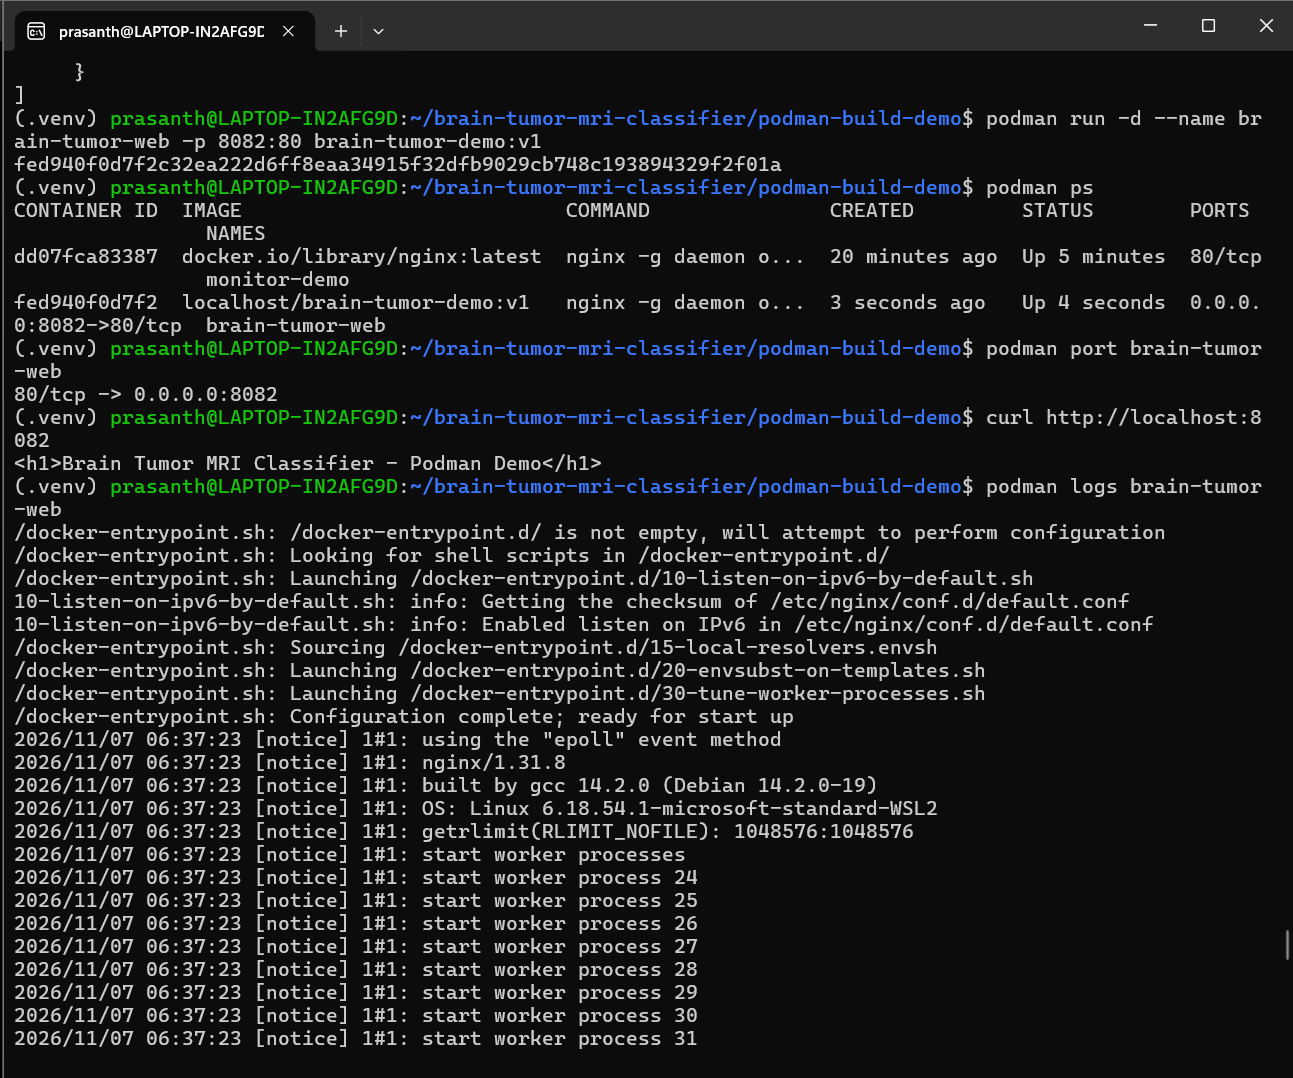 prasanth@LAPTOP-IN2AFG9D
}
]
(.venv) prasanth@LAPTOP-IN2AFG9D:~/brain-tumor-mri-classifier/podman-build-demo$ podman run -d --name br
ain-tumor-web -p 8082:80 brain-tumor-demo:v1
fed940f0d7f2c32ea222d6ff8eaa34915f32dfb9029cb748c193894329f2f01a
(.venv) prasanth@LAPTOP-IN2AFG9D:~/brain-tumor-mri-classifier/podman-build-demo$ podman ps
CONTAINER ID  IMAGE                           COMMAND               CREATED         STATUS        PORTS
                NAMES
dd07fca83387  docker.io/library/nginx:latest  nginx -g daemon o...  20 minutes ago  Up 5 minutes  80/tcp
                monitor-demo
fed940f0d7f2  localhost/brain-tumor-demo:v1   nginx -g daemon o...  3 seconds ago   Up 4 seconds  0.0.0.
0:8082->80/tcp  brain-tumor-web
(.venv) prasanth@LAPTOP-IN2AFG9D:~/brain-tumor-mri-classifier/podman-build-demo$ podman port brain-tumor
-web
80/tcp -> 0.0.0.0:8082
(.venv) prasanth@LAPTOP-IN2AFG9D:~/brain-tumor-mri-classifier/podman-build-demo$ curl http://localhost:8
082
<h1>Brain Tumor MRI Classifier - Podman Demo</h1>
(.venv) prasanth@LAPTOP-IN2AFG9D:~/brain-tumor-mri-classifier/podman-build-demo$ podman logs brain-tumor
-web
/docker-entrypoint.sh: /docker-entrypoint.d/ is not empty, will attempt to perform configuration
/docker-entrypoint.sh: Looking for shell scripts in /docker-entrypoint.d/
/docker-entrypoint.sh: Launching /docker-entrypoint.d/10-listen-on-ipv6-by-default.sh
10-listen-on-ipv6-by-default.sh: info: Getting the checksum of /etc/nginx/conf.d/default.conf
10-listen-on-ipv6-by-default.sh: info: Enabled listen on IPv6 in /etc/nginx/conf.d/default.conf
/docker-entrypoint.sh: Sourcing /docker-entrypoint.d/15-local-resolvers.envsh
/docker-entrypoint.sh: Launching /docker-entrypoint.d/20-envsubst-on-templates.sh
/docker-entrypoint.sh: Launching /docker-entrypoint.d/30-tune-worker-processes.sh
/docker-entrypoint.sh: Configuration complete; ready for start up
2026/11/07 06:37:23 [notice] 1#1: using the "epoll" event method
2026/11/07 06:37:23 [notice] 1#1: nginx/1.31.8
2026/11/07 06:37:23 [notice] 1#1: built by gcc 14.2.0 (Debian 14.2.0-19)
2026/11/07 06:37:23 [notice] 1#1: OS: Linux 6.18.54.1-microsoft-standard-WSL2
2026/11/07 06:37:23 [notice] 1#1: getrlimit(RLIMIT_NOFILE): 1048576:1048576
2026/11/07 06:37:23 [notice] 1#1: start worker processes
2026/11/07 06:37:23 [notice] 1#1: start worker process 24
2026/11/07 06:37:23 [notice] 1#1: start worker process 25
2026/11/07 06:37:23 [notice] 1#1: start worker process 26
2026/11/07 06:37:23 [notice] 1#1: start worker process 27
2026/11/07 06:37:23 [notice] 1#1: start worker process 28
2026/11/07 06:37:23 [notice] 1#1: start worker process 29
2026/11/07 06:37:23 [notice] 1#1: start worker process 30
2026/11/07 06:37:23 [notice] 1#1: start worker process 31